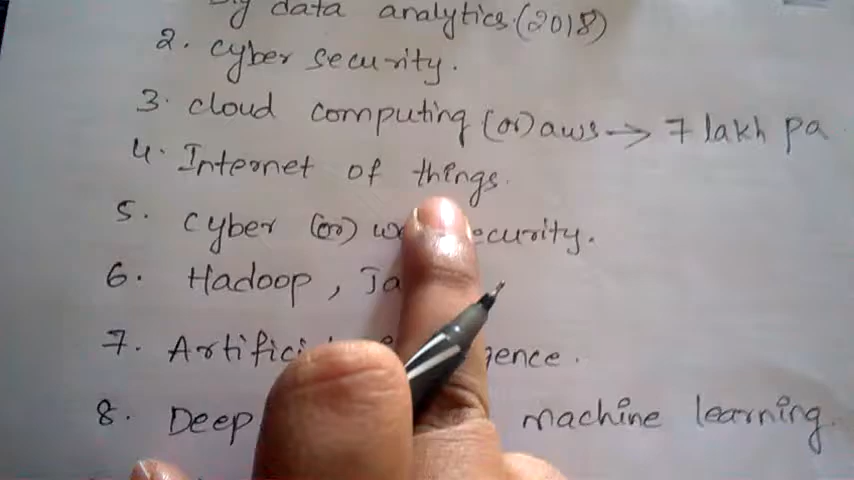 Big data analytics.(2018)
2. cyber security.
3. cloud computing (or) aws → 7 lakh pa
4. Internet of things.
5. cyber (or) security.
6. Hadoop,
7.
8. Deep machine learning.